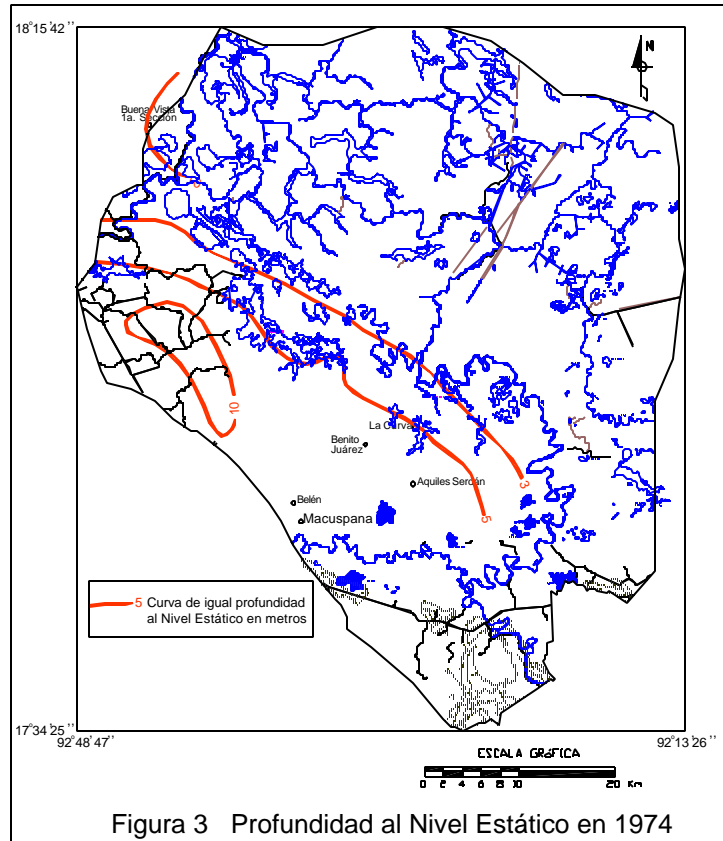 18°15'42''
N
Buena Vista
1a. Sección
10
La Curva
Benito
Juárez
3
Aquiles Serdán
Belén
5
Macuspana
5 Curva de igual profundidad
al Nivel Estático en metros
17°34'25''
92°48'47''
92°13'26''
ESCALA GRáFICA
0 2 4 6 8 10 20 Km
Figura 3 Profundidad al Nivel Estático en 1974